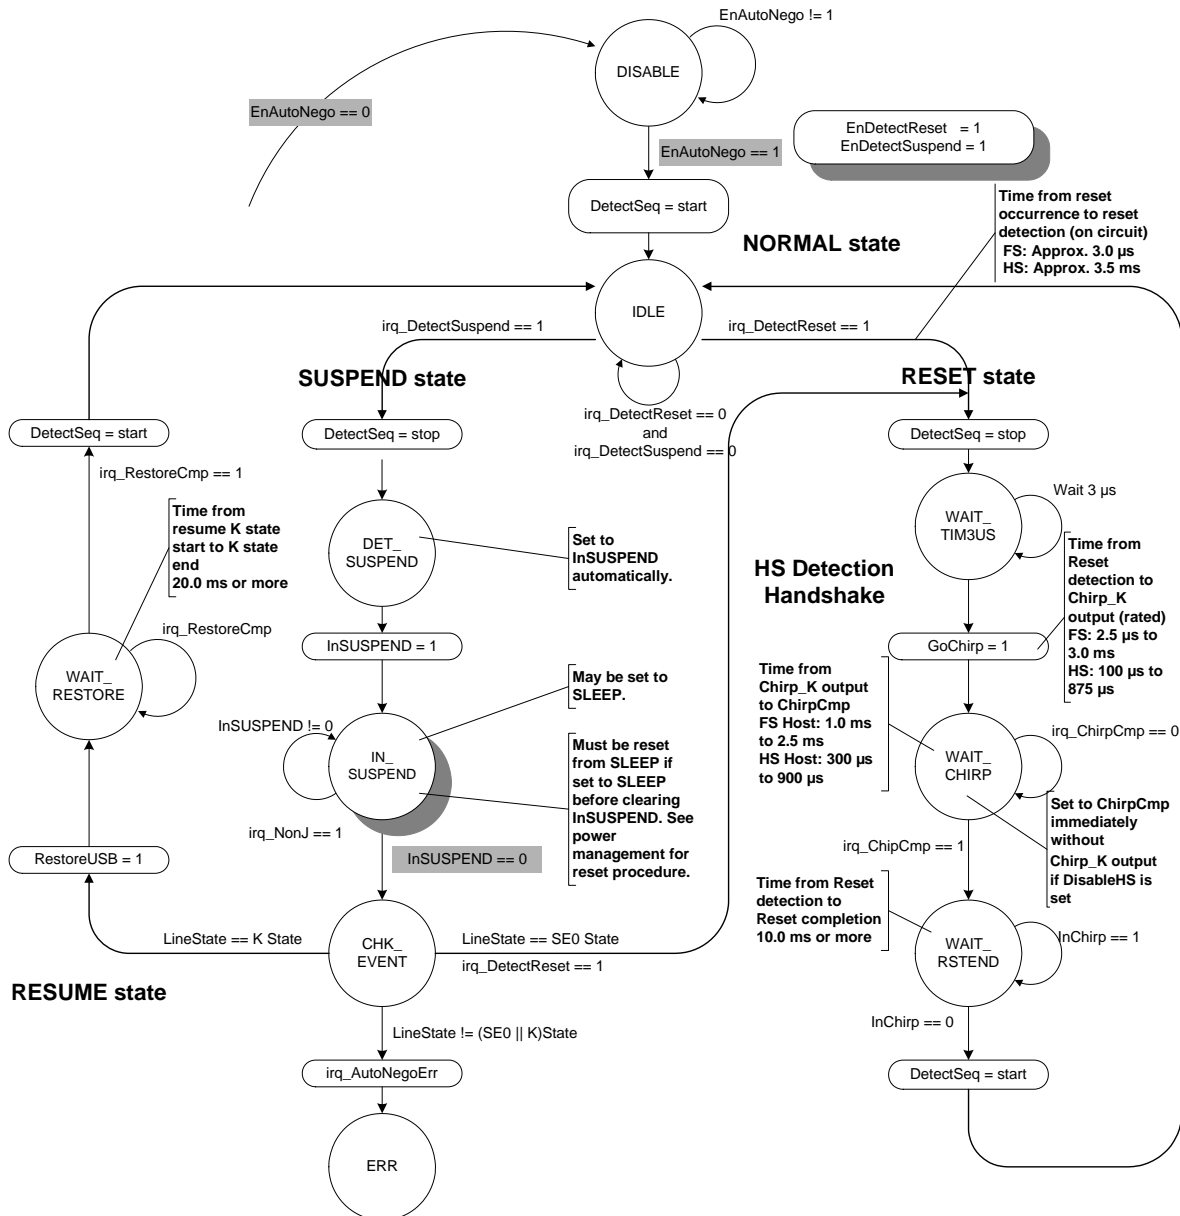 EnAutoNego != 1
DISABLE
EnAutoNego == 0
EnAutoNego == 1
EnDetectReset = 1
EnDetectSuspend = 1
DetectSeq = start
Time from reset
occurrence to reset
detection (on circuit)
FS: Approx. 3.0 µs
HS: Approx. 3.5 ms
NORMAL state
IDLE
irq_DetectSuspend == 1
irq_DetectReset == 1
SUSPEND state
RESET state
irq_DetectReset == 0
and
irq_DetectSuspend == 0
DetectSeq = start
DetectSeq = stop
DetectSeq = stop
irq_RestoreCmp == 1
Time from
resume K state
start to K state
end
20.0 ms or more
DET_
SUSPEND
Set to
InSUSPEND
automatically.
Wait 3 µs
WAIT_
TIM3US
HS Detection
Handshake
Time from
Reset
detection to
Chirp_K
output (rated)
FS: 2.5 µs to
3.0 ms
HS: 100 µs to
875 µs
irq_RestoreCmp
WAIT_
RESTORE
InSUSPEND = 1
GoChirp = 1
May be set to
SLEEP.
Time from
Chirp_K output
to ChirpCmp
FS Host: 1.0 ms
to 2.5 ms
HS Host: 300 µs
to 900 µs
InSUSPEND != 0
IN_
SUSPEND
Must be reset
from SLEEP if
set to SLEEP
before clearing
InSUSPEND. See
power
management for
reset procedure.
irq_ChirpCmp == 0
WAIT_
CHIRP
Set to ChirpCmp
immediately
without
Chirp_K output
if DisableHS is
set
irq_NonJ == 1
InSUSPEND == 0
RestoreUSB = 1
irq_ChipCmp == 1
Time from Reset
detection to
Reset completion
10.0 ms or more
LineState == K State
CHK_
EVENT
LineState == SE0 State
irq_DetectReset == 1
WAIT_
RSTEND
InChirp == 1
RESUME state
InChirp == 0
LineState != (SE0 || K)State
irq_AutoNegoErr
DetectSeq = start
ERR